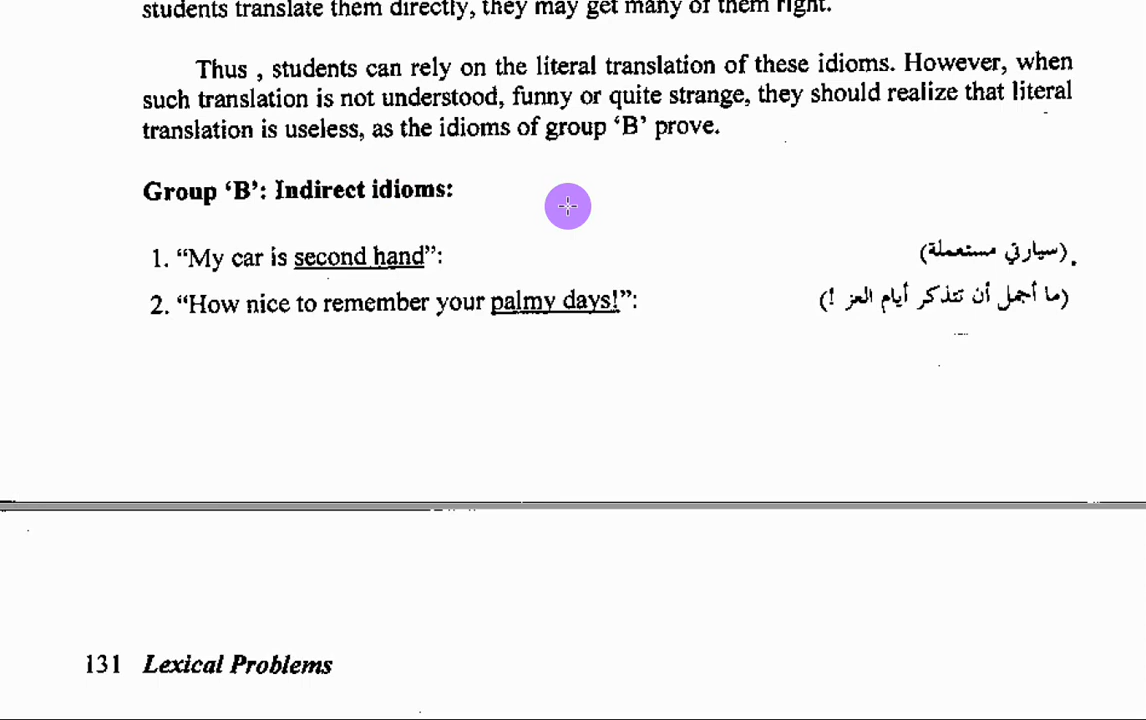 students translate them directly, they may get many of them right.
Thus , students can rely on the literal translation of these idioms. However, when
such translation is not understood, funny or quite strange, they should realize that literal
translation is useless, as the idioms of group ‘B’ prove.
Group ‘B’: Indirect idioms:
1. “My car is second hand”: (سيارتي مستعملة).
2. “How nice to remember your palmy days!”: (ما أجمل أن تتذكر أيام العز !)
131 Lexical Problems